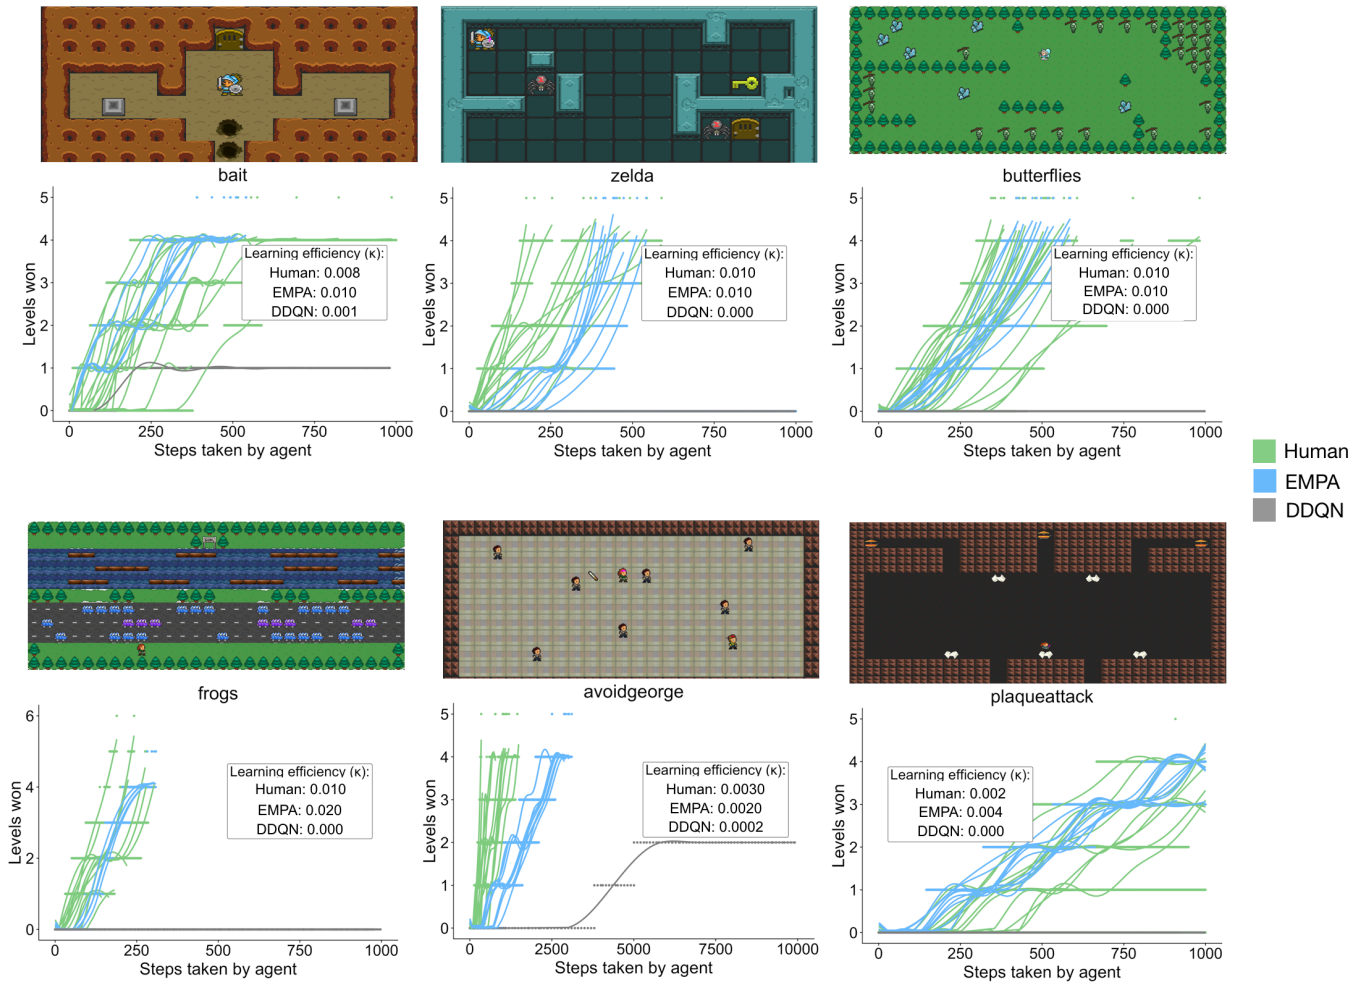 bait
zelda
butterflies
Levels won
5
4
3
2
1
0
Learning efficiency (κ):
Human: 0.008
EMPA: 0.010
DDQN: 0.001
0
250
500
750
1000
Steps taken by agent
Levels won
5
4
3
2
1
0
Learning efficiency (κ):
Human: 0.010
EMPA: 0.010
DDQN: 0.000
0
250
500
750
1000
Steps taken by agent
Levels won
5
4
3
2
1
0
Learning efficiency (κ):
Human: 0.010
EMPA: 0.010
DDQN: 0.000
0
250
500
750
1000
Steps taken by agent
Human
EMPA
DDQN
frogs
avoidgeorge
plaqueattack
Levels won
6
4
2
0
Learning efficiency (κ):
Human: 0.010
EMPA: 0.020
DDQN: 0.000
0
250
500
750
1000
Steps taken by agent
Levels won
5
4
3
2
1
0
Learning efficiency (κ):
Human: 0.0030
EMPA: 0.0020
DDQN: 0.0002
0
2500
5000
7500
10000
Steps taken by agent
Levels won
5
4
3
2
1
0
Learning efficiency (κ):
Human: 0.002
EMPA: 0.004
DDQN: 0.000
0
250
500
750
1000
Steps taken by agent